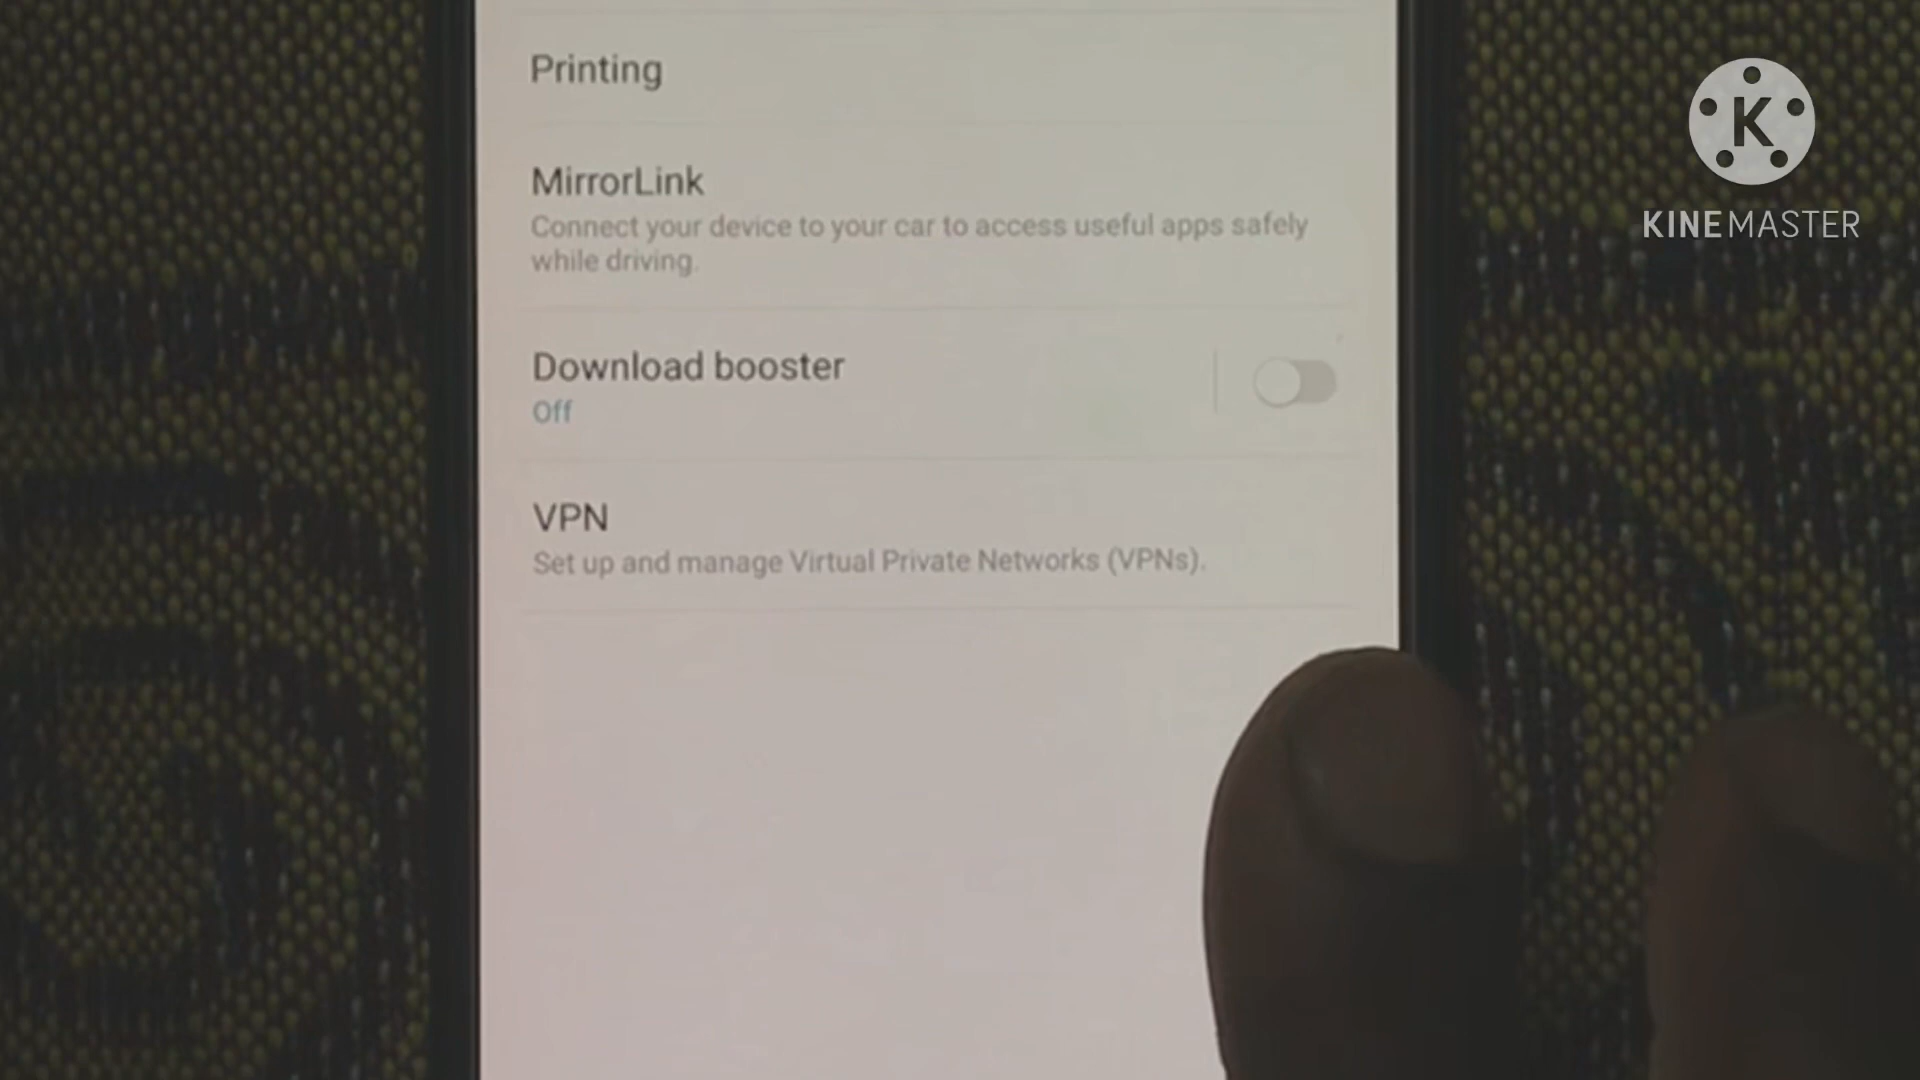 Printing
MirrorLink
Connect your device to your car to access useful apps safely
while driving.
Download booster
Off
VPN
Set up and manage Virtual Private Networks (VPNs).
K
KINEMASTER